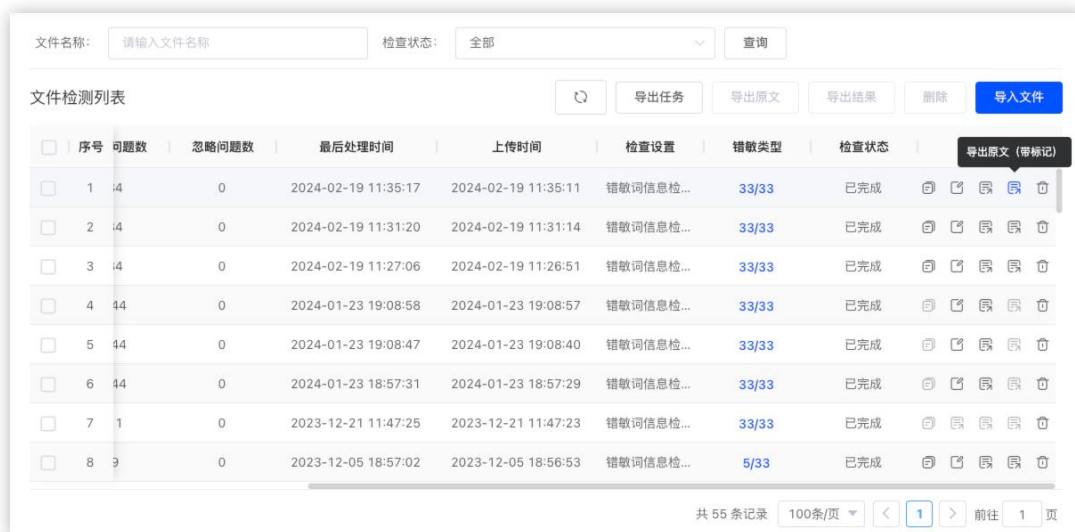 文件名称： 请输入文件名称 检查状态： 全部 查询
文件检测列表 导出任务 导出原文 导出结果 删除 导入文件
序号 问题数 忽略问题数 最后处理时间 上传时间 检查设置 错敏类型 检查状态
导出原文（带标记）
1 34 0 2024-02-19 11:35:17 2024-02-19 11:35:11 错敏词信息检... 33/33 已完成
2 34 0 2024-02-19 11:31:20 2024-02-19 11:31:14 错敏词信息检... 33/33 已完成
3 34 0 2024-02-19 11:27:06 2024-02-19 11:26:51 错敏词信息检... 33/33 已完成
4 44 0 2024-01-23 19:08:58 2024-01-23 19:08:57 错敏词信息检... 33/33 已完成
5 44 0 2024-01-23 19:08:47 2024-01-23 19:08:40 错敏词信息检... 33/33 已完成
6 44 0 2024-01-23 18:57:31 2024-01-23 18:57:29 错敏词信息检... 33/33 已完成
7 1 0 2023-12-21 11:47:25 2023-12-21 11:47:23 错敏词信息检... 33/33 已完成
8 9 0 2023-12-05 18:57:02 2023-12-05 18:56:53 错敏词信息检... 5/33 已完成
共 55 条记录 100条/页 1 前往 1 页